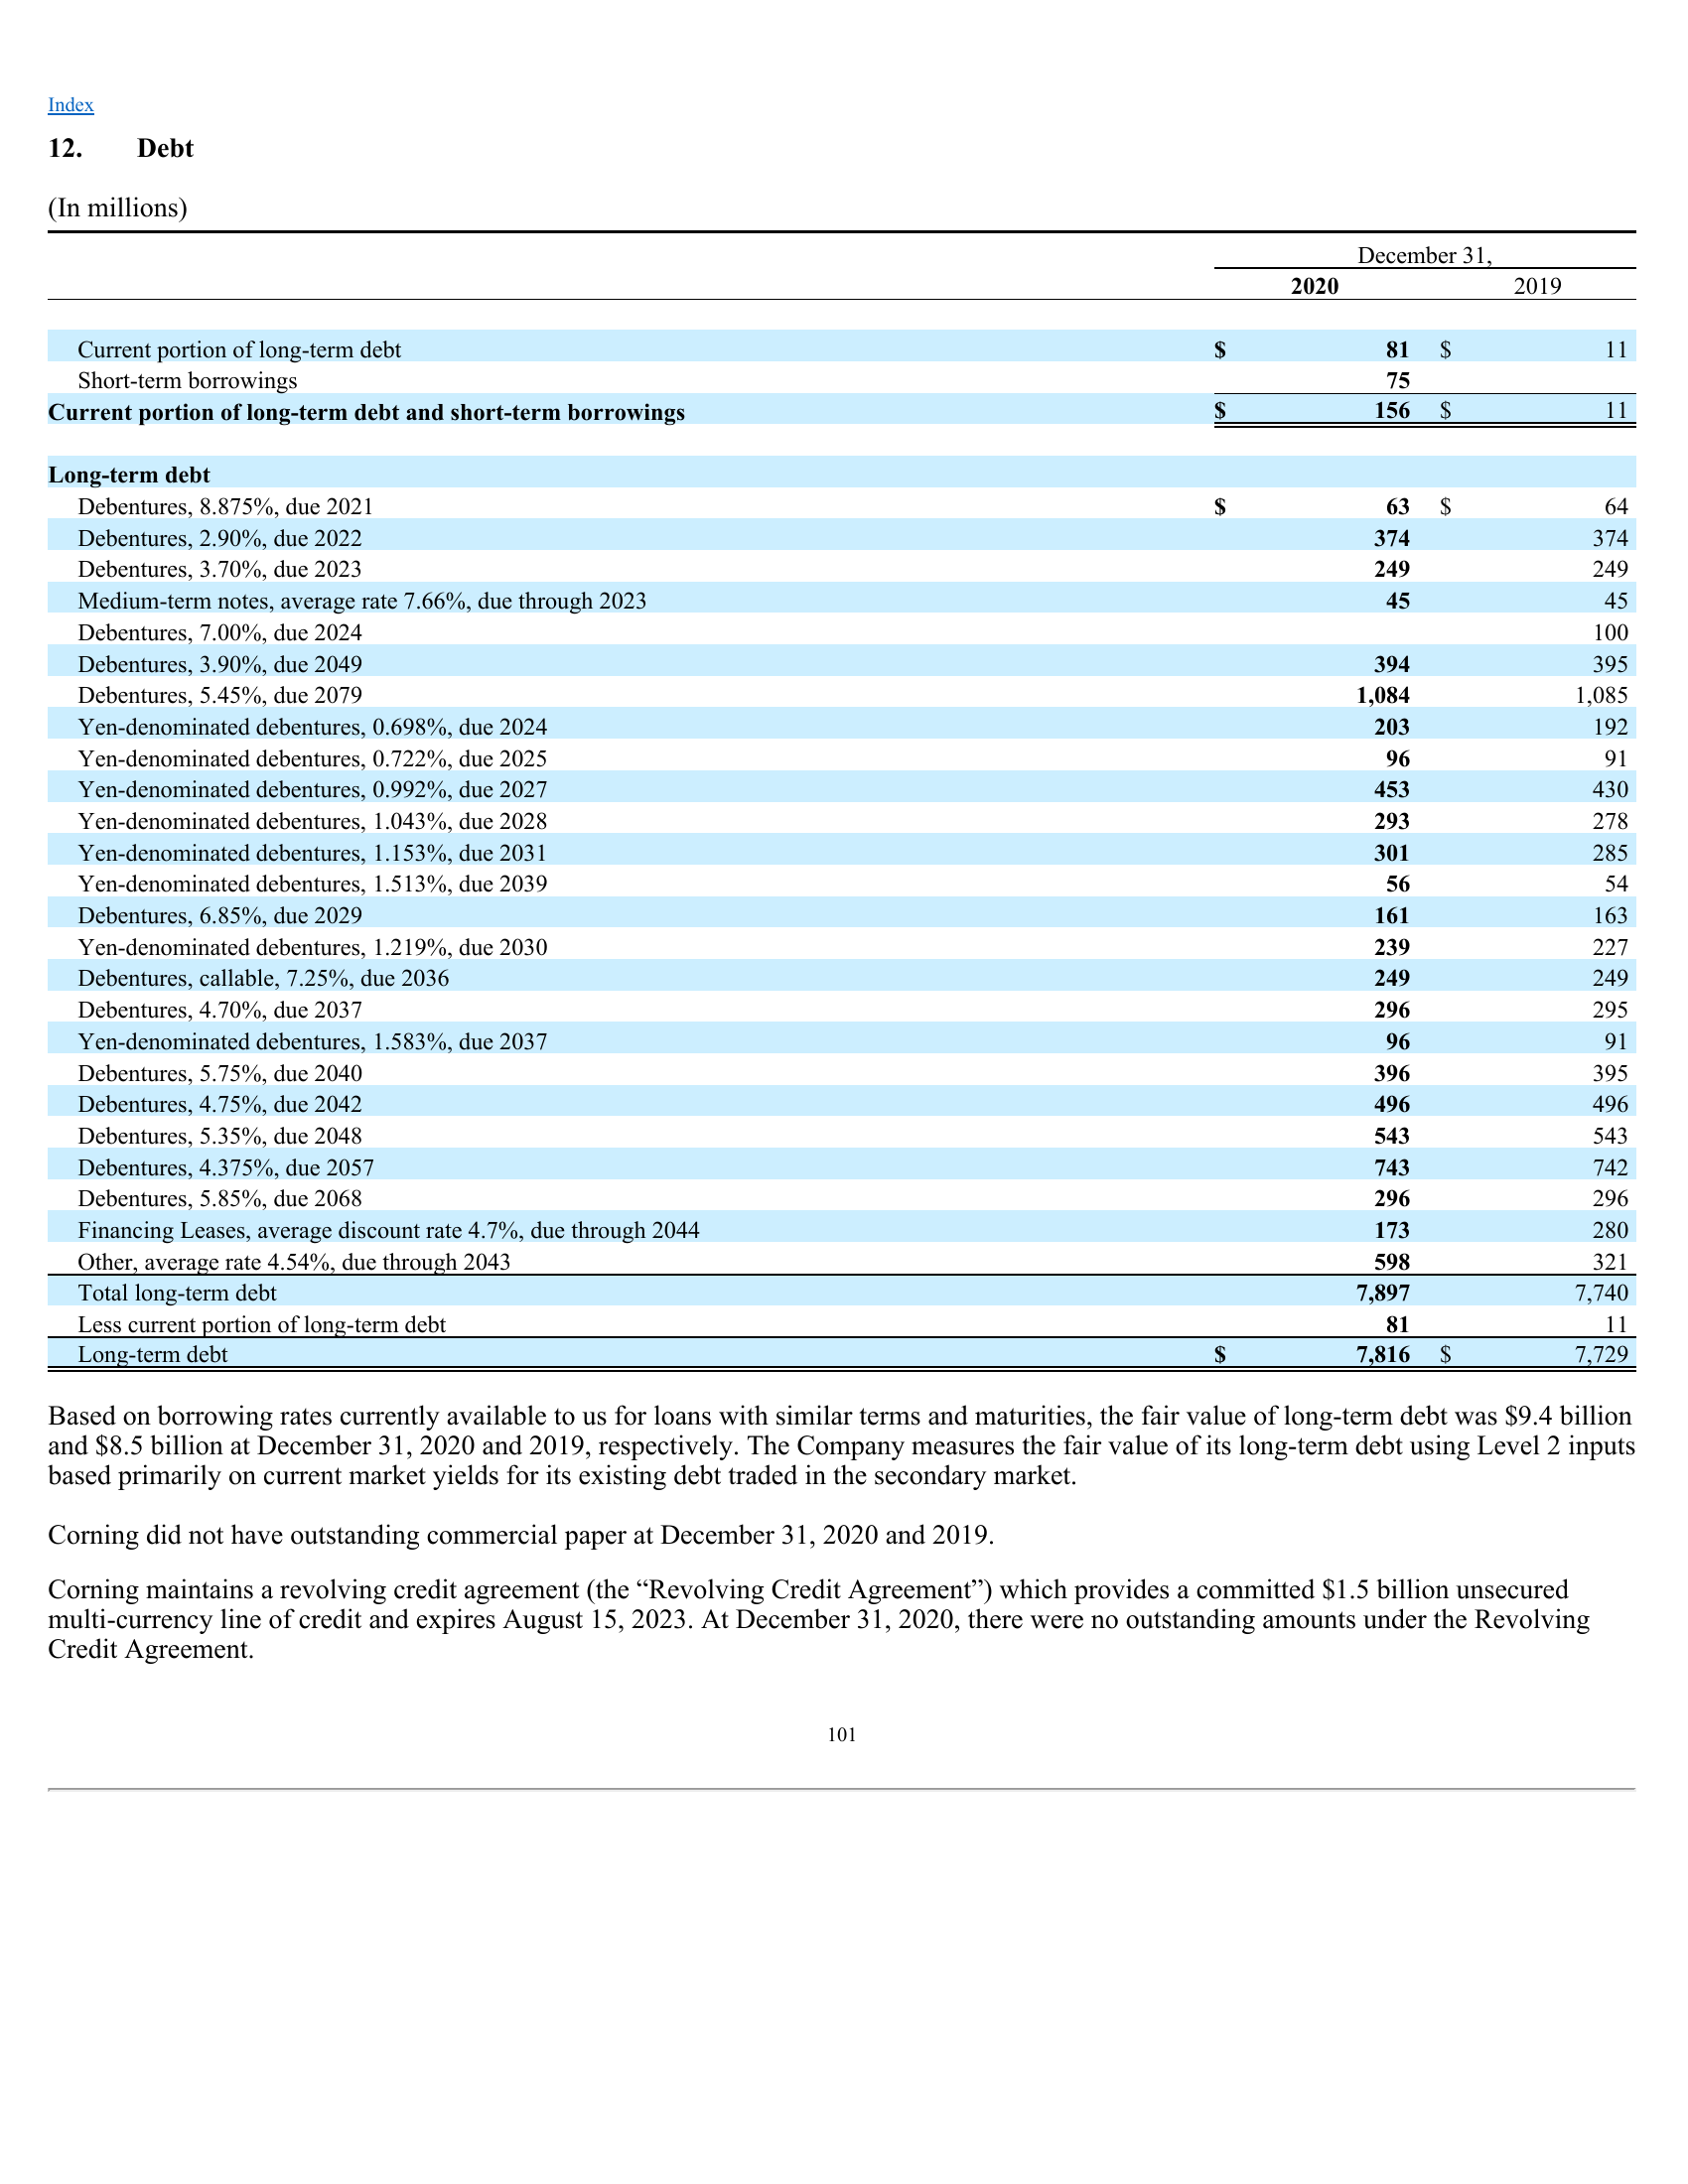 Index
12. Debt
(In millions)
December 31,
2020 2019
Current portion of long-term debt $ 81 $ 11
Short-term borrowings 75
Current portion of long-term debt and short-term borrowings $ 156 $ 11
Long-term debt
Debentures, 8.875%, due 2021 $ 63 $ 64
Debentures, 2.90%, due 2022 374 374
Debentures, 3.70%, due 2023 249 249
Medium-term notes, average rate 7.66%, due through 2023 45 45
Debentures, 7.00%, due 2024 100
Debentures, 3.90%, due 2049 394 395
Debentures, 5.45%, due 2079 1,084 1,085
Yen-denominated debentures, 0.698%, due 2024 203 192
Yen-denominated debentures, 0.722%, due 2025 96 91
Yen-denominated debentures, 0.992%, due 2027 453 430
Yen-denominated debentures, 1.043%, due 2028 293 278
Yen-denominated debentures, 1.153%, due 2031 301 285
Yen-denominated debentures, 1.513%, due 2039 56 54
Debentures, 6.85%, due 2029 161 163
Yen-denominated debentures, 1.219%, due 2030 239 227
Debentures, callable, 7.25%, due 2036 249 249
Debentures, 4.70%, due 2037 296 295
Yen-denominated debentures, 1.583%, due 2037 96 91
Debentures, 5.75%, due 2040 396 395
Debentures, 4.75%, due 2042 496 496
Debentures, 5.35%, due 2048 543 543
Debentures, 4.375%, due 2057 743 742
Debentures, 5.85%, due 2068 296 296
Financing Leases, average discount rate 4.7%, due through 2044 173 280
Other, average rate 4.54%, due through 2043 598 321
Total long-term debt 7,897 7,740
Less current portion of long-term debt 81 11
Long-term debt $ 7,816 $ 7,729
Based on borrowing rates currently available to us for loans with similar terms and maturities, the fair value of long-term debt was $9.4 billion
and $8.5 billion at December 31, 2020 and 2019, respectively. The Company measures the fair value of its long-term debt using Level 2 inputs
based primarily on current market yields for its existing debt traded in the secondary market.
Corning did not have outstanding commercial paper at December 31, 2020 and 2019.
Corning maintains a revolving credit agreement (the “Revolving Credit Agreement”) which provides a committed $1.5 billion unsecured
multi-currency line of credit and expires August 15, 2023. At December 31, 2020, there were no outstanding amounts under the Revolving
Credit Agreement.
101